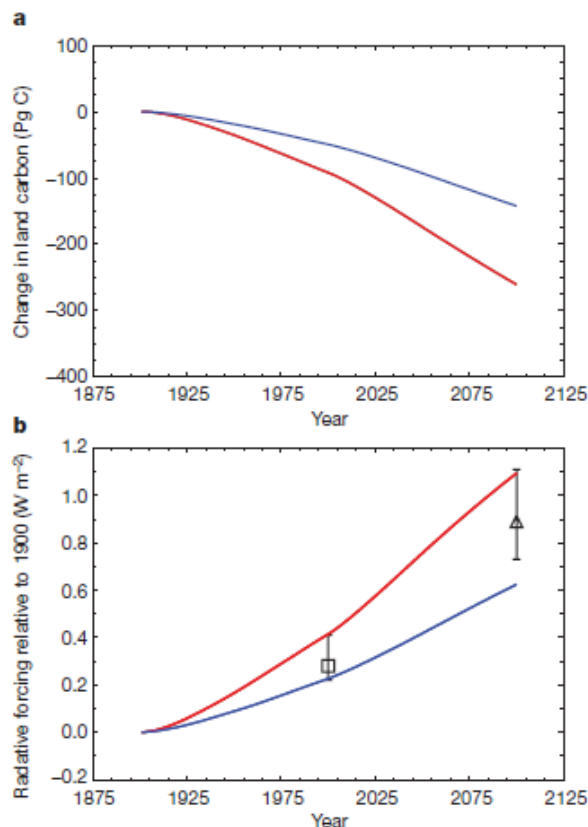 a
Change in land carbon (Pg C)
100
0
−100
−200
−300
−400
1875 1925 1975 2025 2075 2125
Year
b
Radiative forcing relative to 1900 (W m−2)
1.2
1.0
0.8
0.6
0.4
0.2
0.0
−0.2
1875 1925 1975 2025 2075 2125
Year